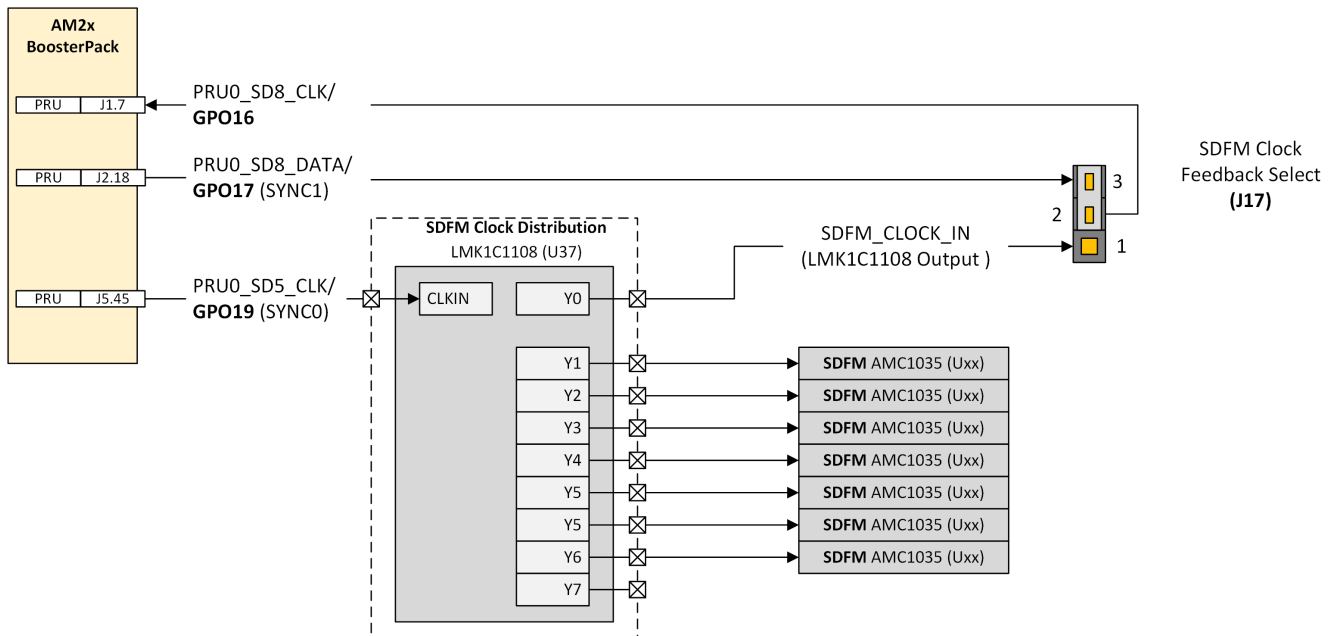 AM2x
BoosterPack
PRU J1.7
PRU0_SD8_CLK/
GPO16
PRU J2.18
PRU0_SD8_DATA/
GPO17 (SYNC1)
3
2
1
SDFM Clock
Feedback Select
(J17)
SDFM Clock Distribution
LMK1C1108 (U37)
SDFM_CLOCK_IN
(LMK1C1108 Output )
PRU J5.45
PRU0_SD5_CLK/
GPO19 (SYNC0)
CLKIN
Y0
Y1
SDFM AMC1035 (Uxx)
Y2
SDFM AMC1035 (Uxx)
Y3
SDFM AMC1035 (Uxx)
Y4
SDFM AMC1035 (Uxx)
Y5
SDFM AMC1035 (Uxx)
Y5
SDFM AMC1035 (Uxx)
Y6
SDFM AMC1035 (Uxx)
Y7